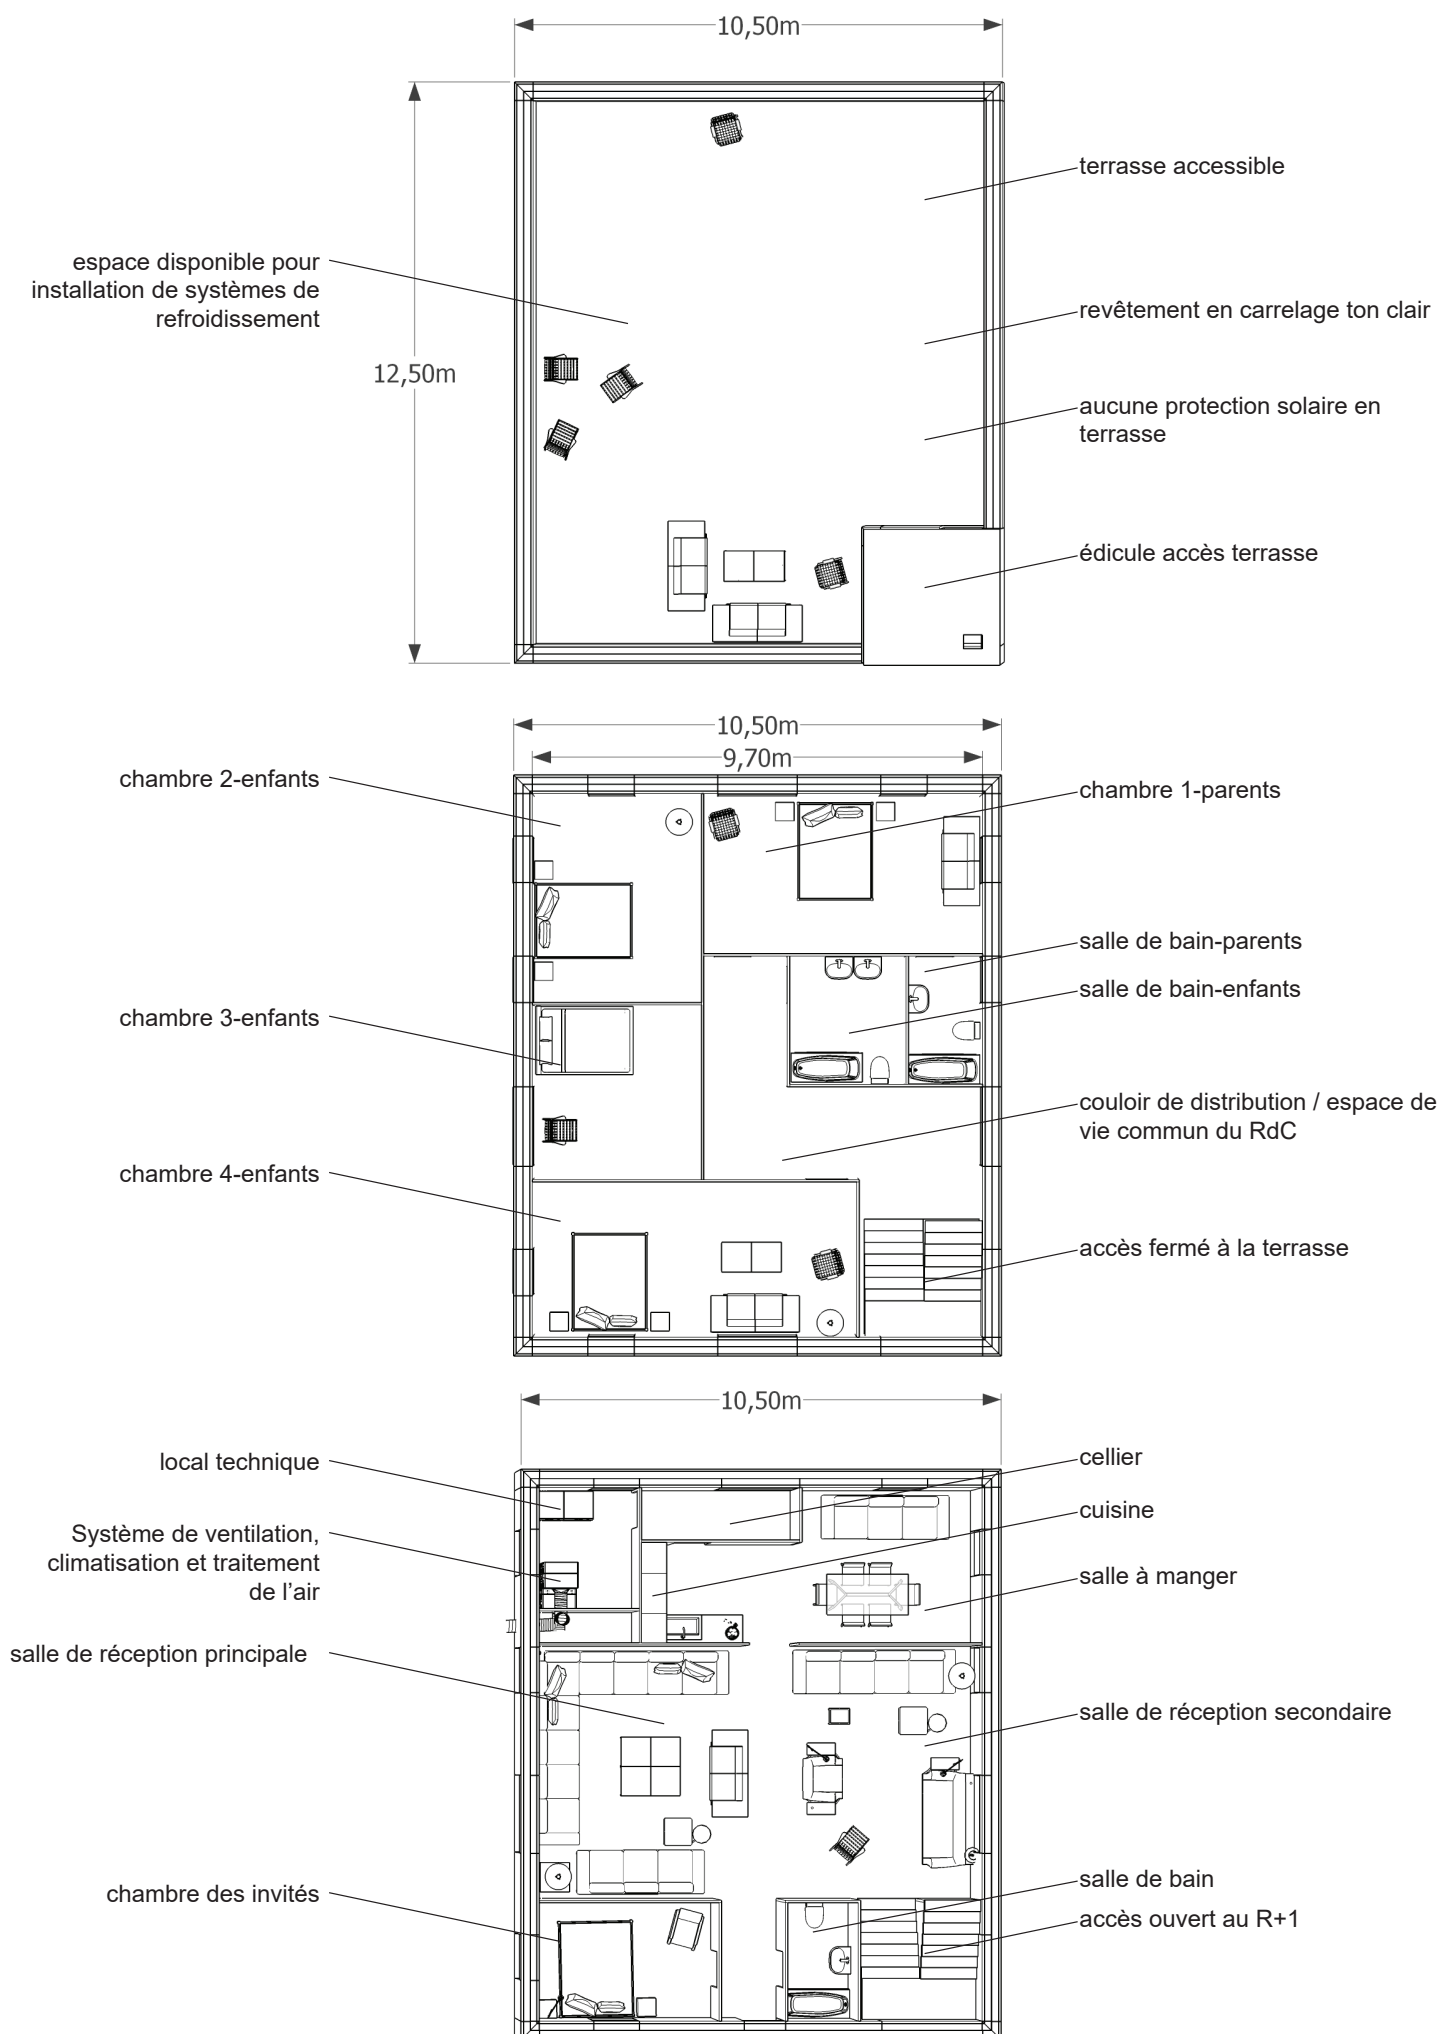 10,50m
terrasse accessible
espace disponible pour
installation de systèmes de
refroidissement
revêtement en carrelage ton clair
12,50m
aucune protection solaire en
terrasse
édicule accès terrasse
10,50m
9,70m
chambre 2-enfants
chambre 1-parents
salle de bain-parents
salle de bain-enfants
chambre 3-enfants
couloir de distribution / espace de
vie commun du RdC
chambre 4-enfants
accès fermé à la terrasse
10,50m
local technique
cellier
cuisine
Système de ventilation,
climatisation et traitement
de l’air
salle à manger
salle de réception principale
salle de réception secondaire
chambre des invités
salle de bain
accès ouvert au R+1